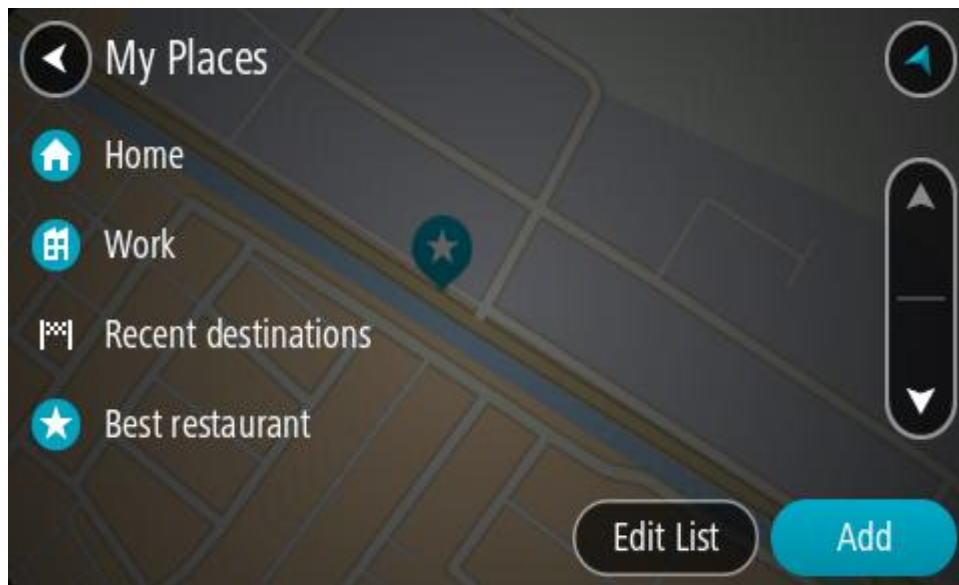 My Places
Home
Work
Recent destinations
Best restaurant
Edit List
Add